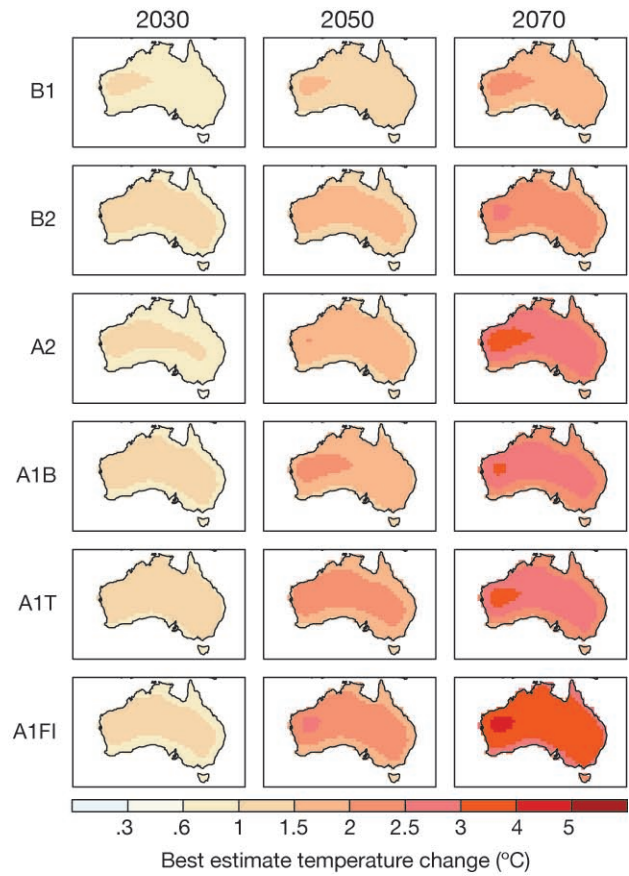 2030 2050 2070
B1
B2
A2
A1B
A1T
A1FI
.3 .6 1 1.5 2 2.5 3 4 5
Best estimate temperature change (ºC)